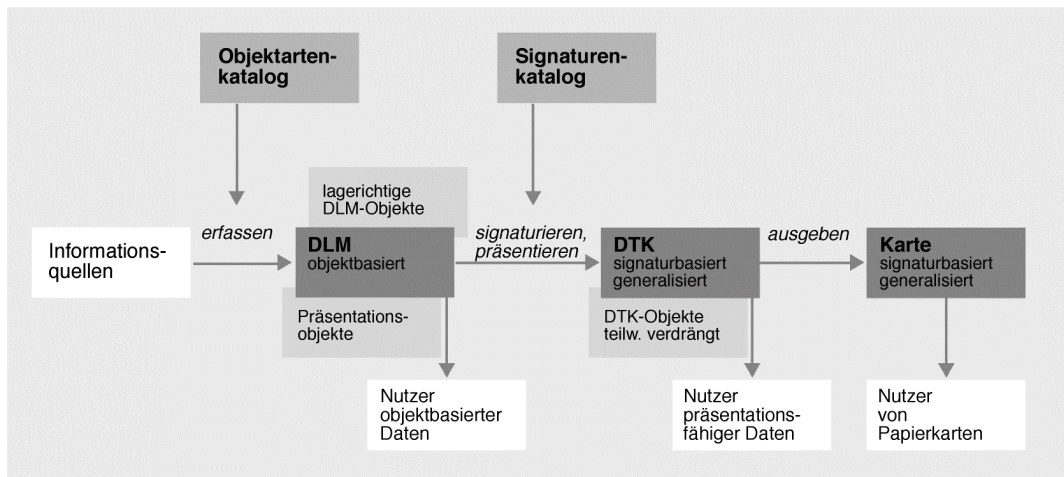 Objektarten-
katalog
Signaturen-
katalog
lagerichtige
DLM-Objekte
Informations-
quellen
erfassen
DLM
objektbasiert
Präsentations-
objekte
signaturieren,
präsentieren
DTK
signaturbasiert
generalisiert
DTK-Objekte
teilw. verdrängt
ausgeben
Karte
signaturbasiert
generalisiert
Nutzer
objektbasierter
Daten
Nutzer
präsentations-
fähiger Daten
Nutzer
von
Papierkarten